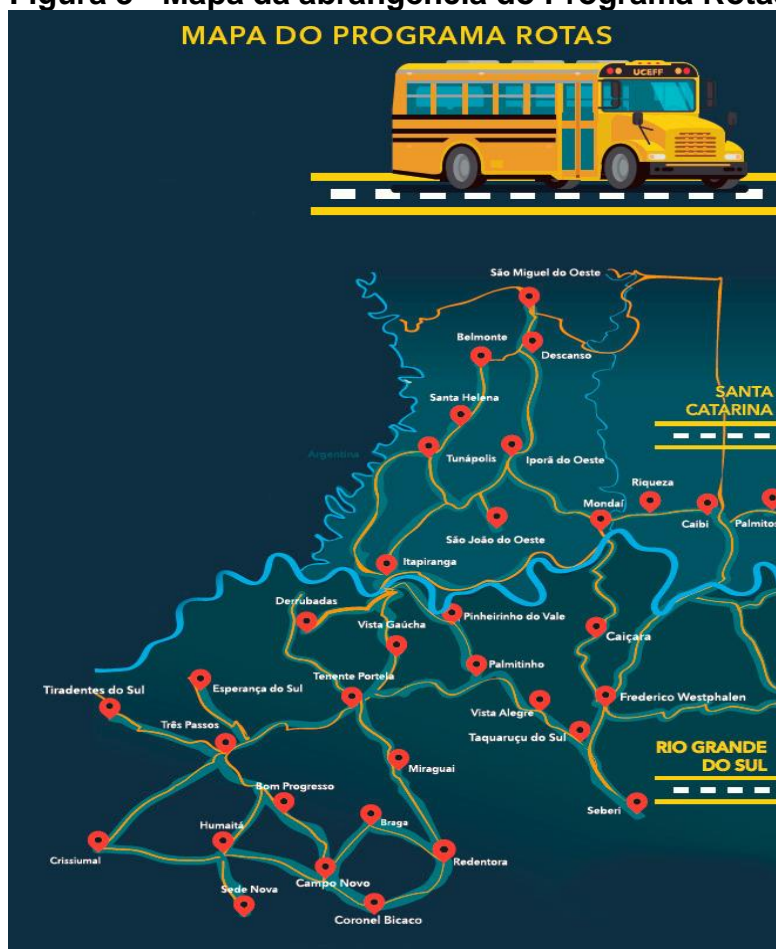 Figura 3 - Mapa da abrangência do Programa Rotas
MAPA DO PROGRAMA ROTAS
UCEFF
São Miguel do Oeste
Belmonte
Descanso
SANTA
CATARINA
Santa Helena
Argentina
Tunápolis
Iporã do Oeste
Riqueza
Mondaí
Caibi
Palmitos
São João do Oeste
Itapiranga
Derrubadas
Pinheirinho do Vale
Vista Gaúcha
Caiçara
Palmitinho
Tenente Portela
Esperança do Sul
Tiradentes do Sul
Frederico Westphalen
Vista Alegre
Três Passos
Taquaruçu do Sul
RIO GRANDE
DO SUL
Miraguai
Bom Progresso
Seberi
Braga
Humaitá
Crissiumal
Redentora
Campo Novo
Sede Nova
Coronel Bicaco